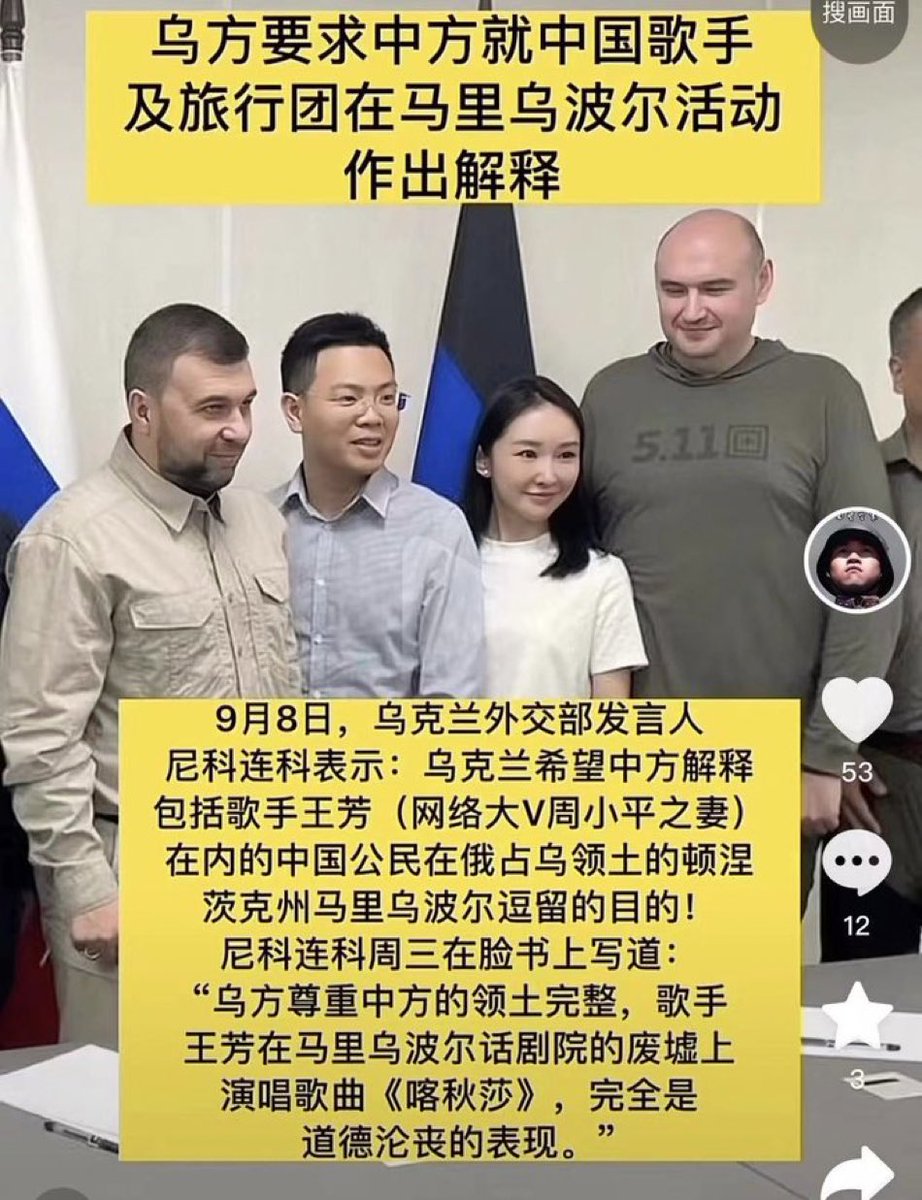 搜画面
乌方要求中方就中国歌手
及旅行团在马里乌波尔活动
作出解释
5.11
9月8日，乌克兰外交部发言人
尼科连科表示：乌克兰希望中方解释
包括歌手王芳（网络大V周小平之妻）
在内的中国公民在俄占乌领土的顿涅
茨克州马里乌波尔逗留的目的！
尼科连科周三在脸书上写道：
“乌方尊重中方的领土完整，歌手
王芳在马里乌波尔话剧院的废墟上
演唱歌曲《喀秋莎》，完全是
道德沦丧的表现。”
53
12
3